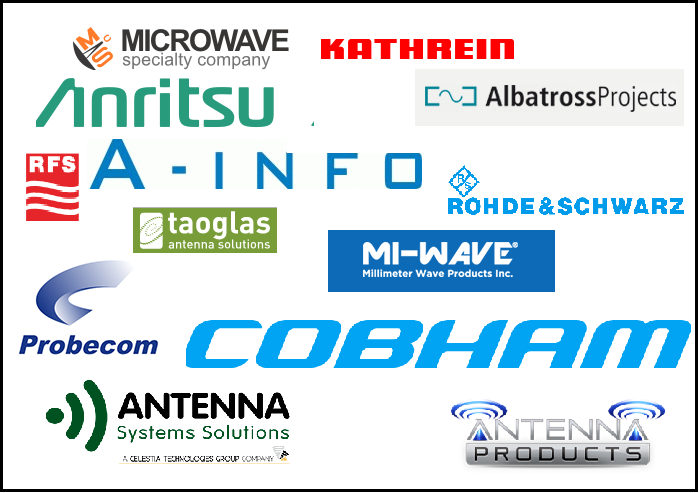 MSC
MICROWAVE
specialty company
KATHREIN
Anritsu
AlbatrossProjects
RFS
A-INFO
R S
ROHDE&SCHWARZ
taoglas
antenna solutions
MI-WAVE®
Millimeter Wave Products Inc.
Probecom
COBHAM
ANTENNA
Systems Solutions
A CELESTIA TECHNOLOGIES GROUP COMPANY
ANTENNA
PRODUCTS